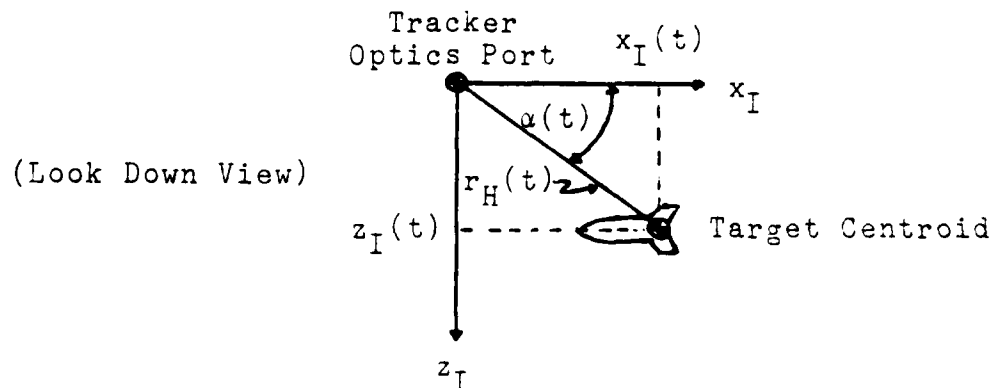 Tracker
Optics Port
x_I(t)
x_I
α(t)
(Look Down View)
r_H(t)
z_I(t)
Target Centroid
z_I